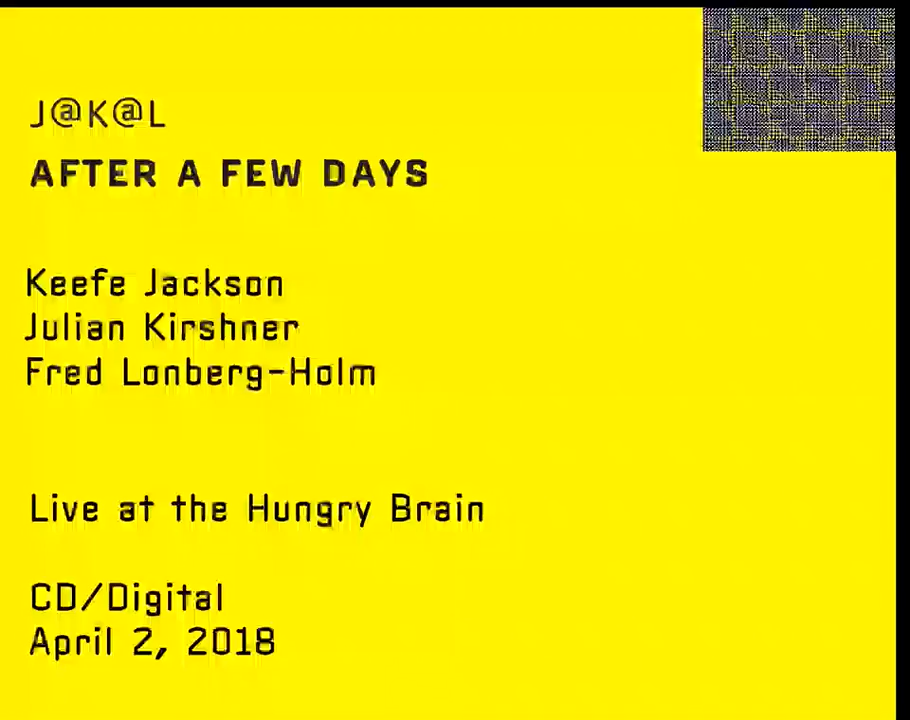 J@K@L
AFTER A FEW DAYS
Keefe Jackson
Julian Kirshner
Fred Lonberg-Holm
Live at the Hungry Brain
CD/Digital
April 2, 2018